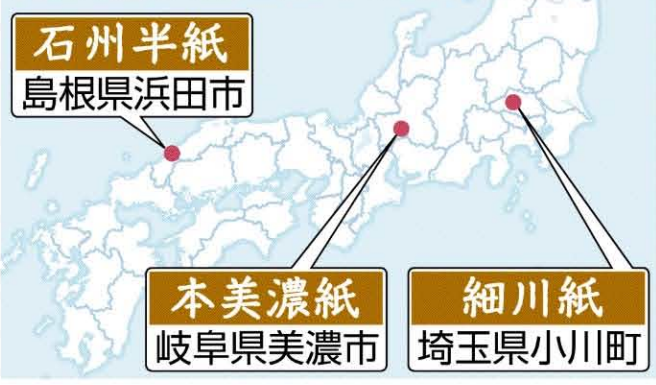 石州半紙
島根県浜田市
本美濃紙
岐阜県美濃市
細川紙
埼玉県小川町